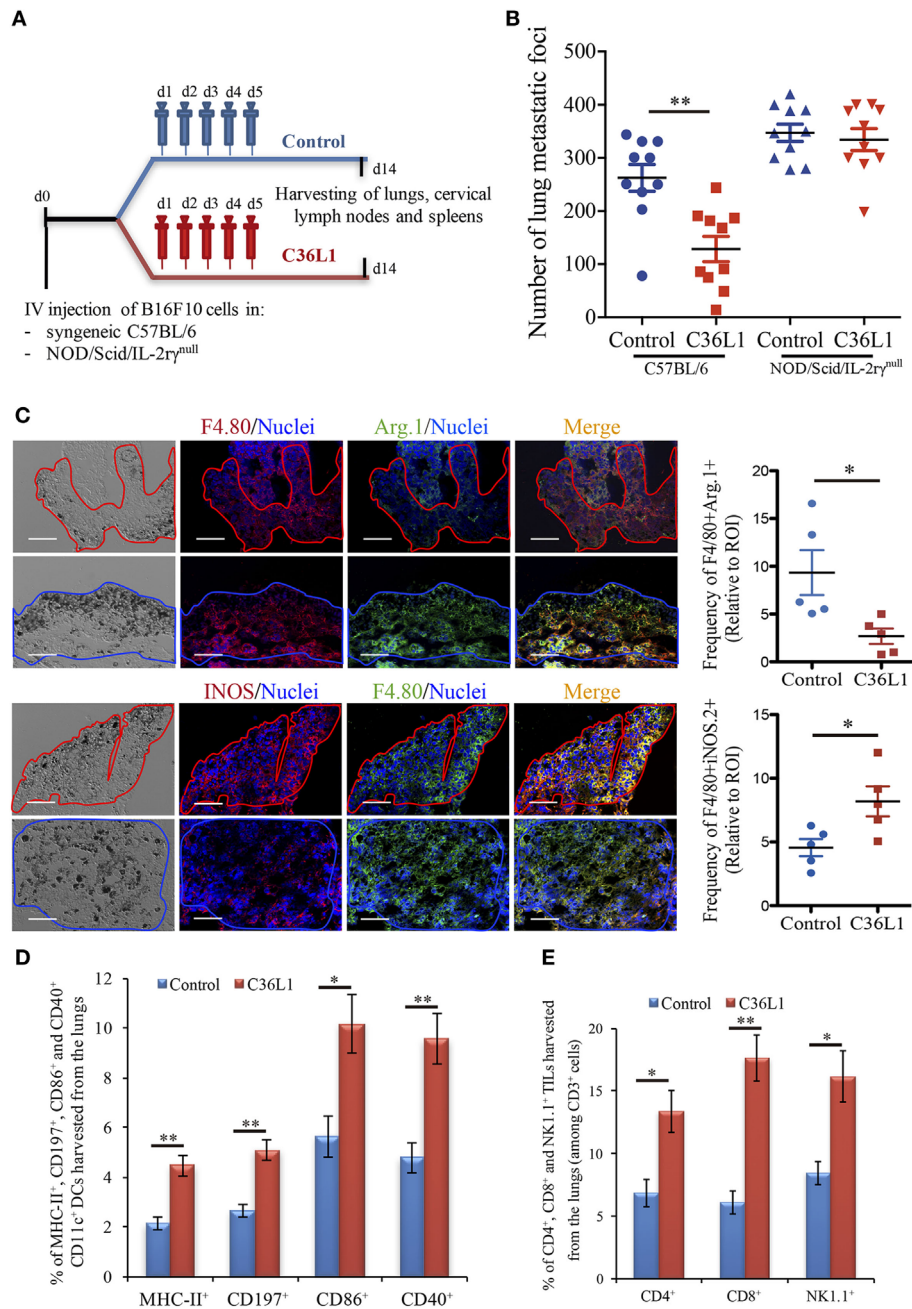 A
d1 d2 d3 d4 d5
Control
d14
d0
Harvesting of lungs, cervical
lymph nodes and spleens
d1 d2 d3 d4 d5
C36L1
d14
IV injection of B16F10 cells in:
- syngeneic C57BL/6
- NOD/Scid/IL-2rγnull
B
Number of lung metastatic foci
500
400
300
200
100
0
**
Control C36L1 Control C36L1
C57BL/6 NOD/Scid/IL-2rγnull
C
F4.80/Nuclei Arg.1/Nuclei Merge
INOS/Nuclei F4.80/Nuclei Merge
Frequency of F4/80+Arg.1+
(Relative to ROI)
20
15
10
5
0
*
Control C36L1
Frequency of F4/80+iNOS.2+
(Relative to ROI)
15
10
5
0
*
Control C36L1
D
% of MHC-II+, CD197+, CD86+ and CD40+
CD11c+ DCs harvested from the lungs
Control C36L1
12
10
8
6
4
2
0
** ** * **
MHC-II+ CD197+ CD86+ CD40+
E
% of CD4+, CD8+ and NK1.1+ TILs harvested
from the lungs (among CD3+ cells)
Control C36L1
20
15
10
5
0
* ** *
CD4+ CD8+ NK1.1+